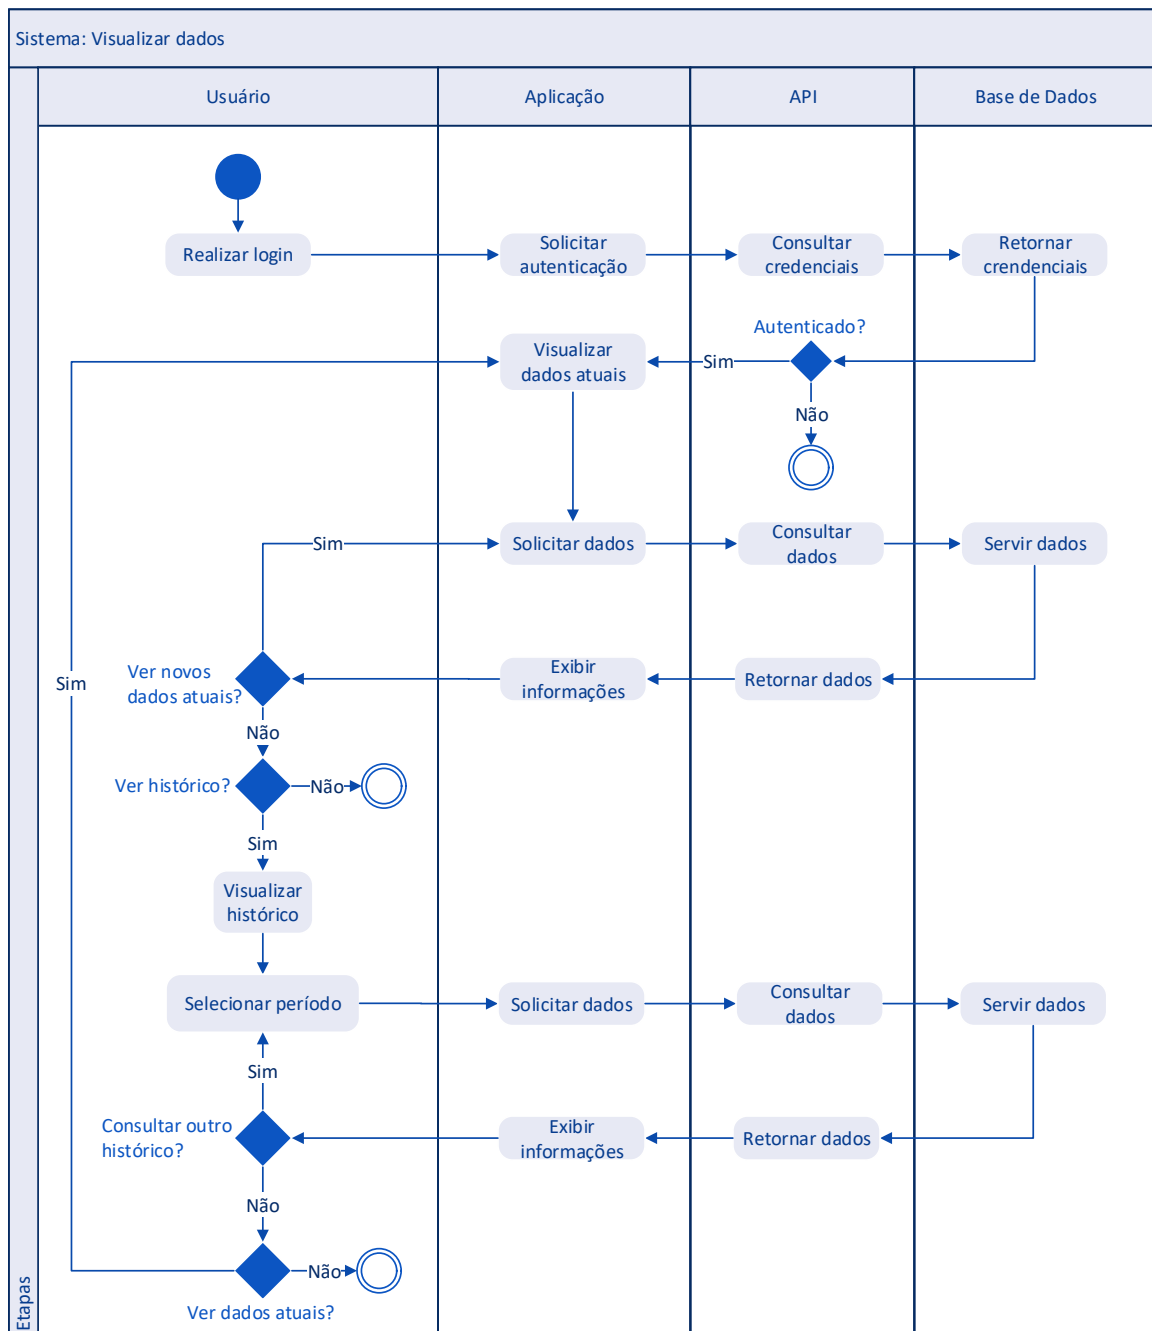 Sistema: Visualizar dados
Usuário
Aplicação
API
Base de Dados
Realizar login
Solicitar
autenticação
Consultar
credenciais
Retornar
crendenciais
Autenticado?
Visualizar
dados atuais
Sim
Não
Sim
Solicitar dados
Consultar
dados
Servir dados
Sim
Ver novos
dados atuais?
Exibir
informações
Retornar dados
Não
Ver histórico?
Não
Sim
Visualizar
histórico
Selecionar período
Solicitar dados
Consultar
dados
Servir dados
Sim
Consultar outro
histórico?
Exibir
informações
Retornar dados
Não
Não
Ver dados atuais?
Etapas